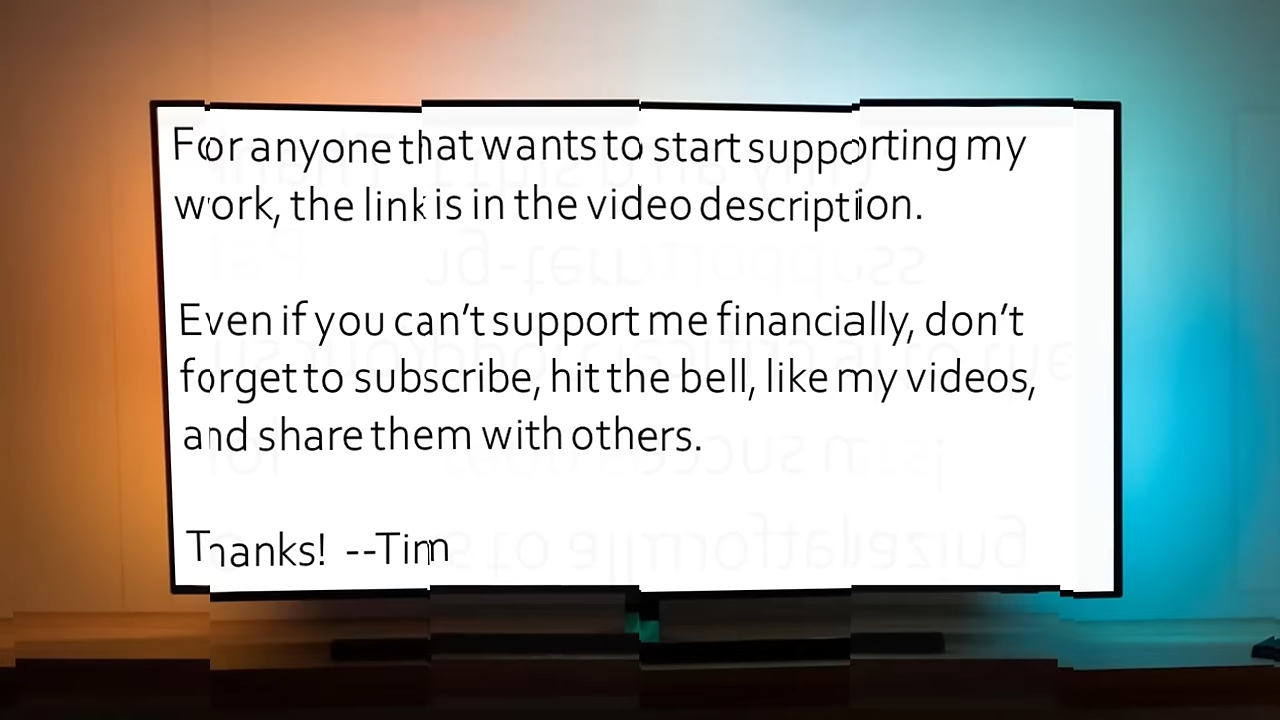 For anyone that wants to start supporting my
work, the link is in the video description.
Even if you can't support me financially, don't
forget to subscribe, hit the bell, like my videos,
and share them with others.
Thanks! --Tim